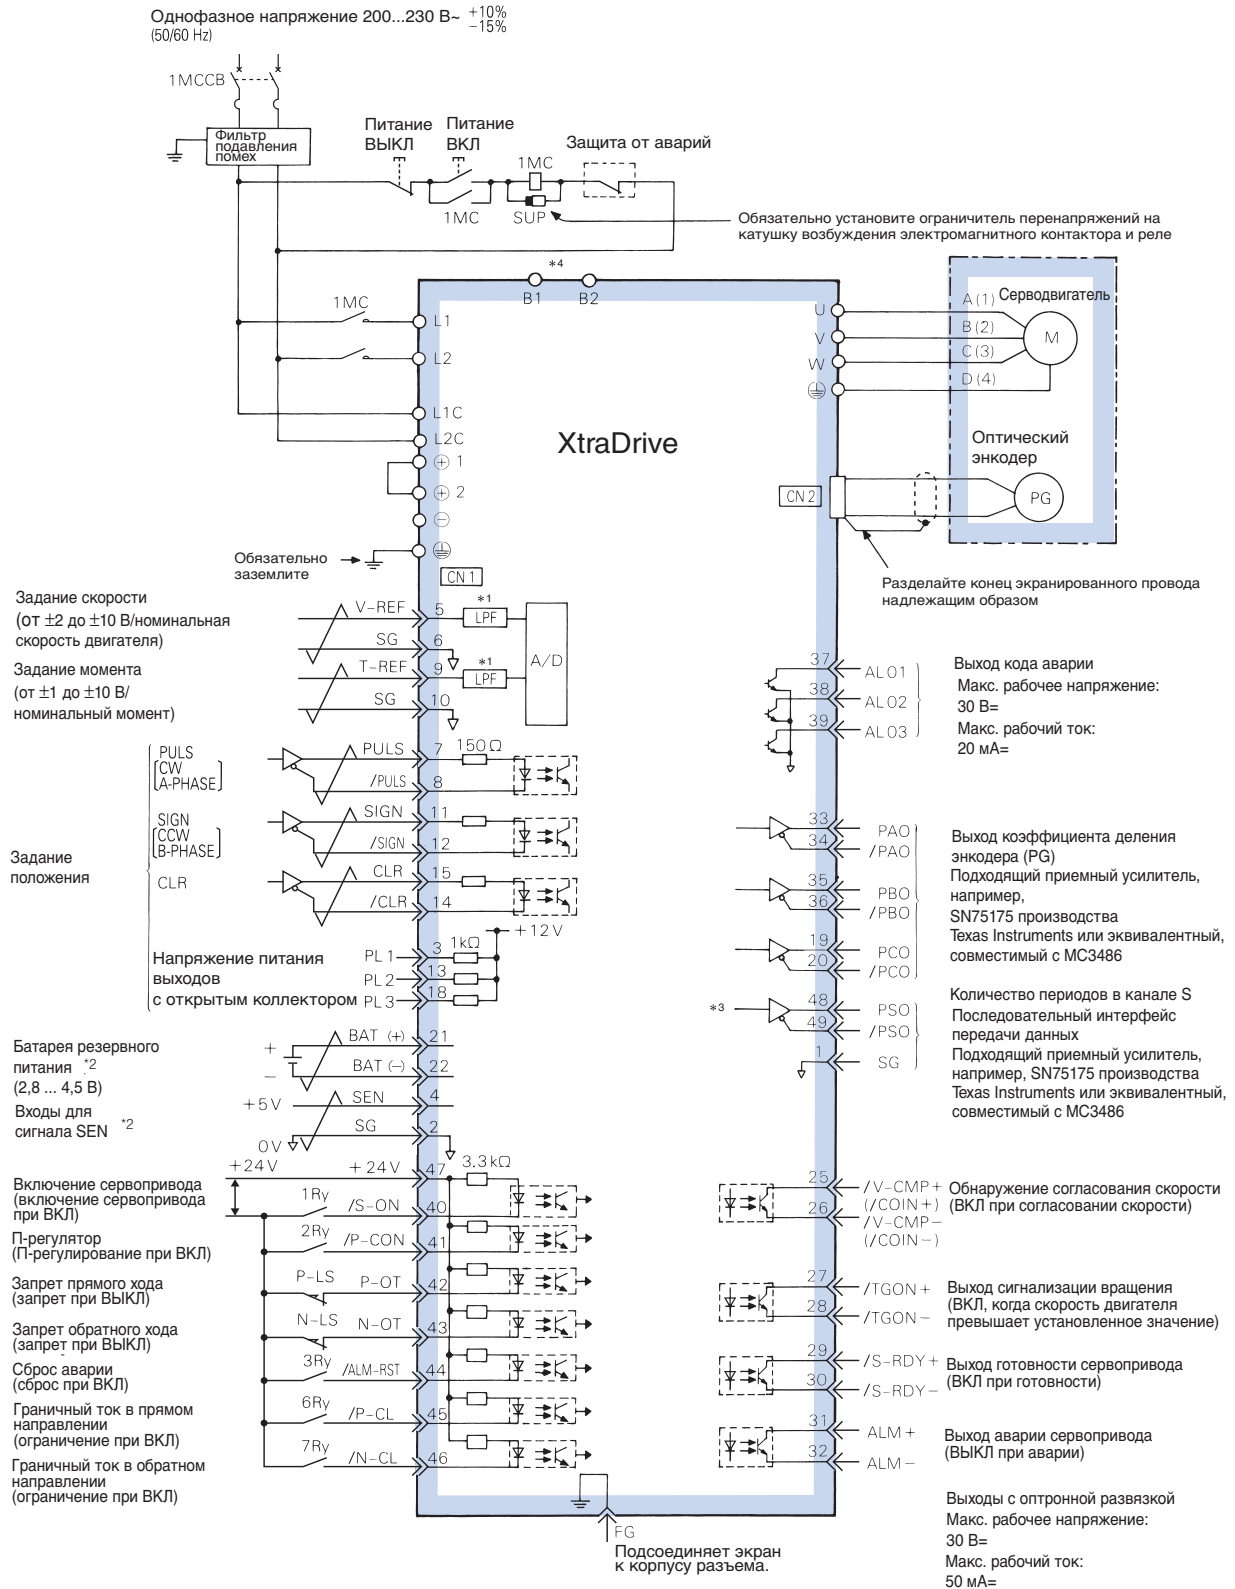 Однофазное напряжение 200...230 В~ +10%
−15%
(50/60 Hz)
1MCCB
Фильтр
подавления
помех
Питание
ВЫКЛ
Питание
ВКЛ
Защита от аварий
1MC
1MC
SUP
Обязательно установите ограничитель перенапряжений на
катушку возбуждения электромагнитного контактора и реле
*4
B1
B2
1MC
L1
L2
L1C
L2C
⊕ 1
⊕ 2
⊖
XtraDrive
U
V
W
A (1)
B (2)
C (3)
D (4)
Серводвигатель
M
Оптический
энкодер
PG
CN 2
Разделайте конец экранированного провода
надлежащим образом
Обязательно
заземлите
CN 1
Задание скорости
(от ±2 до ±10 В/номинальная
скорость двигателя)
Задание момента
(от ±1 до ±10 В/
номинальный момент)
V−REF 5 *1 LPF
SG 6
T−REF 9 *1 LPF
SG 10
A/D
Задание
положения
PULS
CW
A-PHASE
SIGN
CCW
B-PHASE
CLR
PULS 7 150Ω
/PULS 8
SIGN 11
/SIGN 12
CLR 15
/CLR 14
+12V
Напряжение питания
выходов
с открытым коллектором
PL 1 3 1kΩ
PL 2 13
PL 3 18
Батарея резервного
питания *2
(2,8 ... 4,5 В)
Входы для
сигнала SEN *2
+ BAT (+) 21
− BAT (−) 22
+5V SEN 4
0V SG 2
+24V +24V 47 3.3kΩ
Включение сервопривода
(включение сервопривода
при ВКЛ)
1Ry /S−ON 40
П-регулятор
(П-регулирование при ВКЛ)
2Ry /P−CON 41
Запрет прямого хода
(запрет при ВЫКЛ)
P−LS P−OT 42
Запрет обратного хода
(запрет при ВЫКЛ)
N−LS N−OT 43
Сброс аварии
(сброс при ВКЛ)
3Ry /ALM−RST 44
Граничный ток в прямом
направлении
(ограничение при ВКЛ)
6Ry /P−CL 45
Граничный ток в обратном
направлении
(ограничение при ВКЛ)
7Ry /N−CL 46
FG
Подсоединяет экран
к корпусу разъема.
37 ALO1
38 ALO2
39 ALO3
Выход кода аварии
Макс. рабочее напряжение:
30 В=
Макс. рабочий ток:
20 мА=
33 PAO
34 /PAO
35 PBO
36 /PBO
19 PCO
20 /PCO
Выход коэффициента деления
энкодера (PG)
Подходящий приемный усилитель,
например,
SN75175 производства
Texas Instruments или эквивалентный,
совместимый с MC3486
*3
48 PSO
49 /PSO
1 SG
Количество периодов в канале S
Последовательный интерфейс
передачи данных
Подходящий приемный усилитель,
например, SN75175 производства
Texas Instruments или эквивалентный,
совместимый с MC3486
25 /V−CMP+
(/COIN+)
26 /V−CMP−
(/COIN−)
Обнаружение согласования скорости
(ВКЛ при согласовании скорости)
27 /TGON+
28 /TGON−
Выход сигнализации вращения
(ВКЛ, когда скорость двигателя
превышает установленное значение)
29 /S−RDY+
30 /S−RDY−
Выход готовности сервопривода
(ВКЛ при готовности)
31 ALM+
32 ALM−
Выход аварии сервопривода
(ВЫКЛ при аварии)
Выходы с оптронной развязкой
Макс. рабочее напряжение:
30 В=
Макс. рабочий ток:
50 мА=